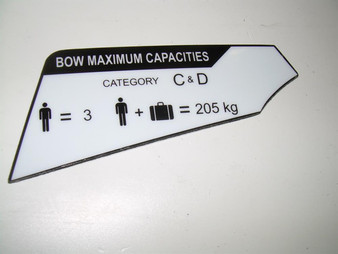 BOW MAXIMUM CAPACITIES
CATEGORY C & D
= 3 + = 205 kg